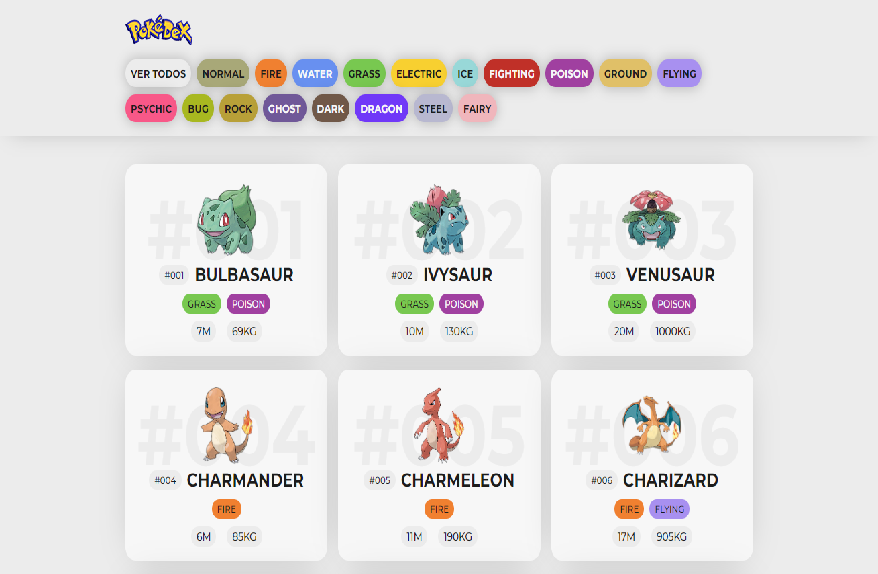 PoKéDeX
VER TODOS NORMAL FIRE WATER GRASS ELECTRIC ICE FIGHTING POISON GROUND FLYING
PSYCHIC BUG ROCK GHOST DARK DRAGON STEEL FAIRY
#001
#001 BULBASAUR
GRASS POISON
7M 69KG
#002
#002 IVYSAUR
GRASS POISON
10M 130KG
#003
#003 VENUSAUR
GRASS POISON
20M 1000KG
#004
#004 CHARMANDER
FIRE
6M 85KG
#005
#005 CHARMELEON
FIRE
11M 190KG
#006
#006 CHARIZARD
FIRE FLYING
17M 905KG